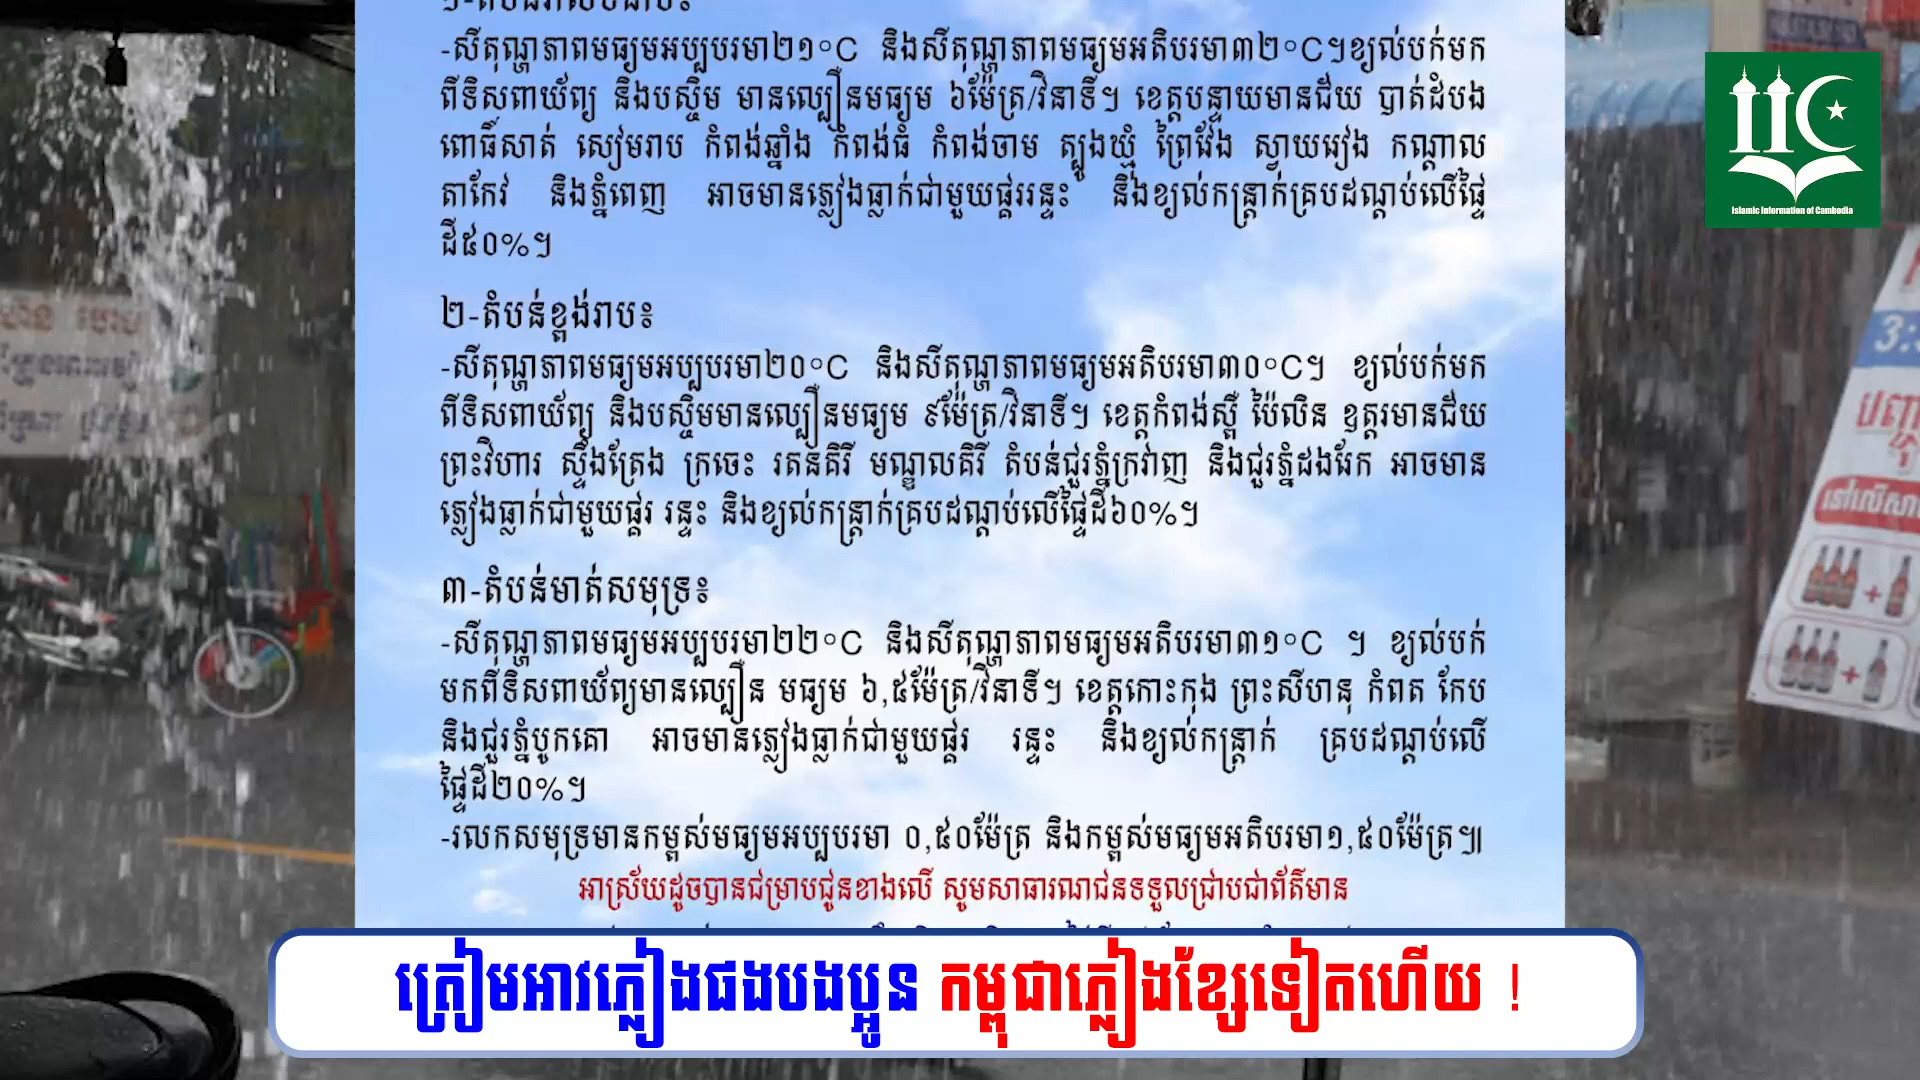 -សីតុណ្ហភាពមធ្យមអប្បបរមា២១°C និងសីតុណ្ហភាពមធ្យមអតិបរមា៣២°C។ខ្យល់បក់មក
ពីទិសពាយ័ព្យ និងបស្ចិម មានល្បឿនមធ្យម ៦ម៉ែត្រ/វិនាទី។ ខេត្តបន្ទាយមានជ័យ បាត់ដំបង
ពោធិ៍សាត់ សៀមរាប កំពង់ឆ្នាំង កំពង់ធំ កំពង់ចាម ត្បូងឃ្មុំ ព្រៃវែង ស្វាយរៀង កណ្តាល
តាកែវ និងភ្នំពេញ អាចមានភ្លៀងធ្លាក់ជាមួយផ្គររន្ទះ និងខ្យល់កន្ត្រាក់គ្របដណ្តប់លើផ្ទៃ
ដី៥០%។
២-តំបន់ខ្ពង់រាប៖
-សីតុណ្ហភាពមធ្យមអប្បបរមា២០°C និងសីតុណ្ហភាពមធ្យមអតិបរមា៣០°C។ ខ្យល់បក់មក
ពីទិសពាយ័ព្យ និងបស្ចិមមានល្បឿនមធ្យម ៩ម៉ែត្រ/វិនាទី។ ខេត្តកំពង់ស្ពឺ ប៉ៃលិន ឧត្តរមានជ័យ
ព្រះវិហារ ស្ទឹងត្រែង ក្រចេះ រតនគិរី មណ្ឌលគិរី តំបន់ជួរភ្នំក្រវាញ និងជួរភ្នំដងរែក អាចមាន
ភ្លៀងធ្លាក់ជាមួយផ្គរ រន្ទះ និងខ្យល់កន្ត្រាក់គ្របដណ្តប់លើផ្ទៃដី៦០%។
៣-តំបន់មាត់សមុទ្រ៖
-សីតុណ្ហភាពមធ្យមអប្បបរមា២២°C និងសីតុណ្ហភាពមធ្យមអតិបរមា៣១°C ។ ខ្យល់បក់
មកពីទិសពាយ័ព្យមានល្បឿន មធ្យម ៦,៥ម៉ែត្រ/វិនាទី។ ខេត្តកោះកុង ព្រះសីហនុ កំពត កែប
និងជួរភ្នំបូកគោ អាចមានភ្លៀងធ្លាក់ជាមួយផ្គរ រន្ទះ និងខ្យល់កន្ត្រាក់ គ្របដណ្តប់លើ
ផ្ទៃដី២០%។
-រលកសមុទ្រមានកម្ពស់មធ្យមអប្បបរមា ០,៥០ម៉ែត្រ និងកម្ពស់មធ្យមអតិបរមា១,៥០ម៉ែត្រ៕
អាស្រ័យដូចបានជម្រាបជូនខាងលើ សូមសាធារណជនទទួលជ្រាបជាព័ត៌មាន
ត្រៀមអាវភ្លៀងផងបងប្អូន កម្ពុជាភ្លៀងខ្សែទៀតហើយ !
IIC
Islamic Information of Cambodia